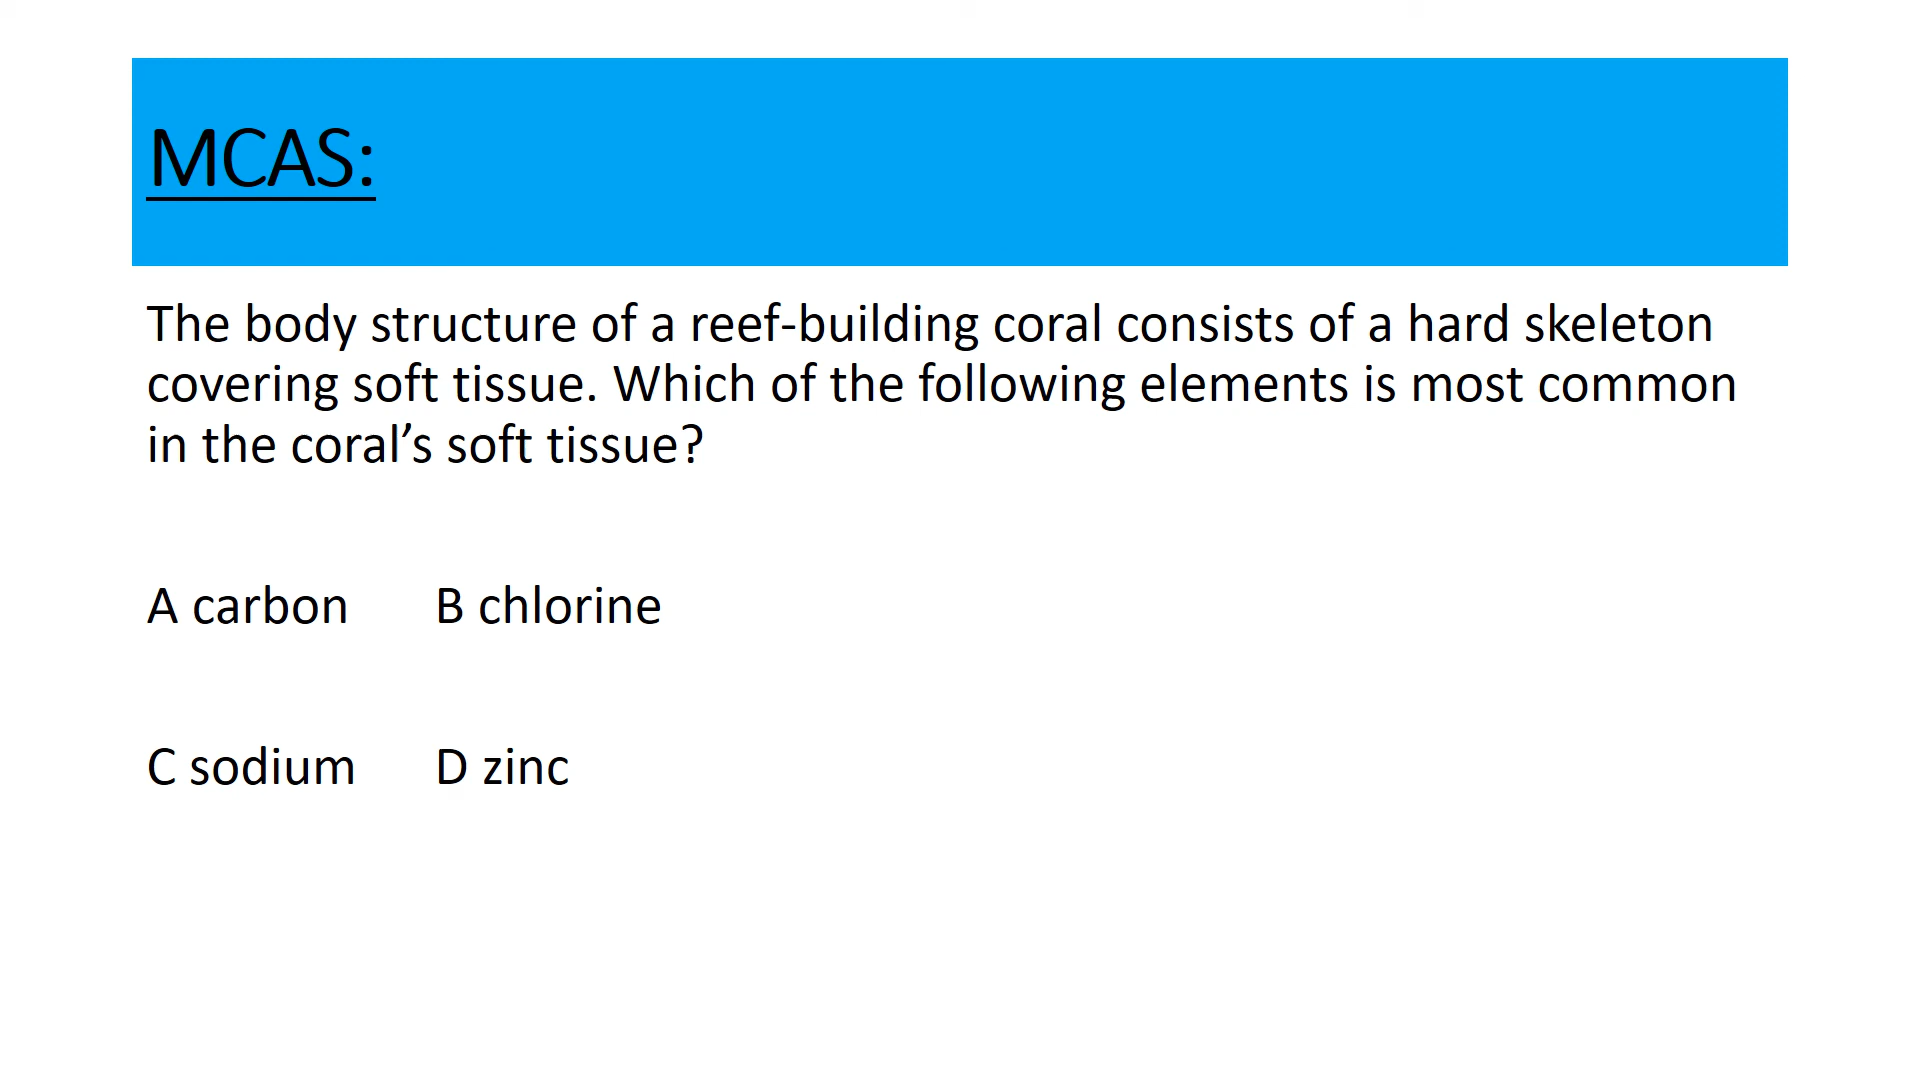 MCAS:
The body structure of a reef-building coral consists of a hard skeleton
covering soft tissue. Which of the following elements is most common
in the coral’s soft tissue?
A carbon B chlorine
C sodium D zinc